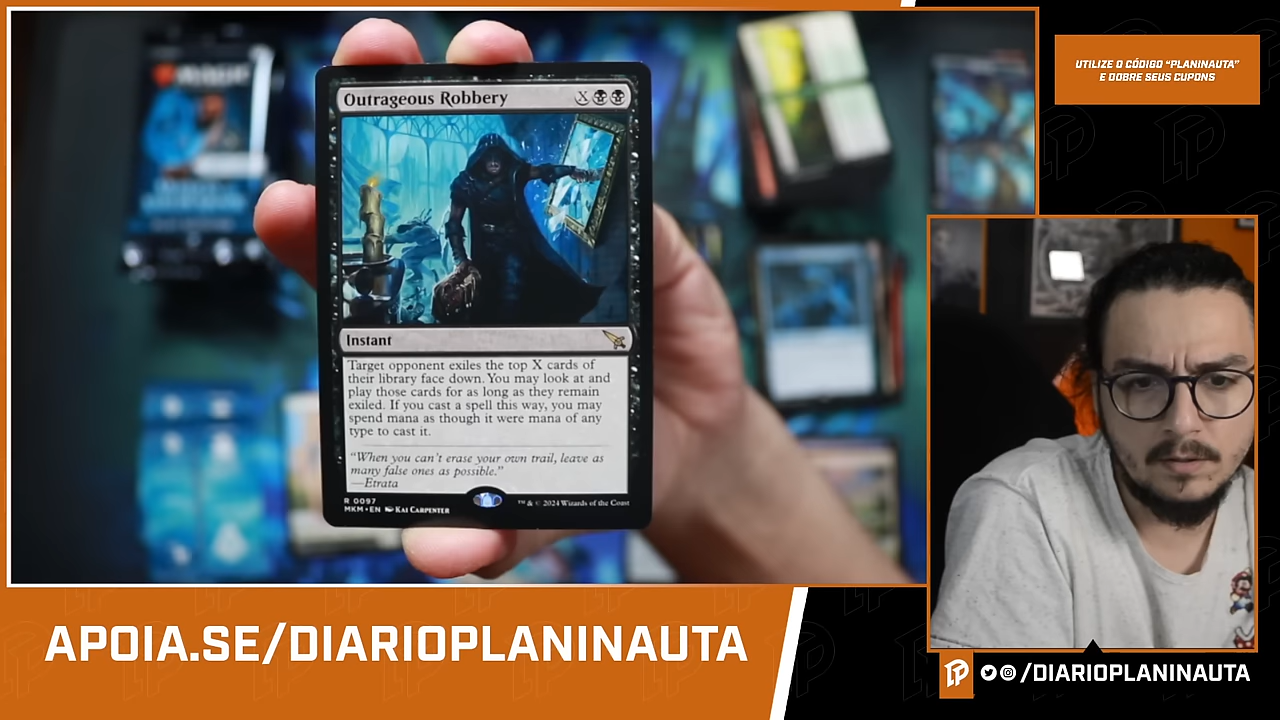 Outrageous Robbery X
Instant
Target opponent exiles the top X cards of
their library face down. You may look at and
play those cards for as long as they remain
exiled. If you cast a spell this way, you may
spend mana as though it were mana of any
type to cast it.
"When you can't erase your own trail, leave as
many false ones as possible."
—Etrata
R 0097
MKM • EN KAI CARPENTER
™ & © 2024 Wizards of the Coast
MAGIC
UTILIZE O CÓDIGO "PLANINAUTA"
E DOBRE SEUS CUPONS
APOIA.SE/DIARIOPLANINAUTA
/DIARIOPLANINAUTA